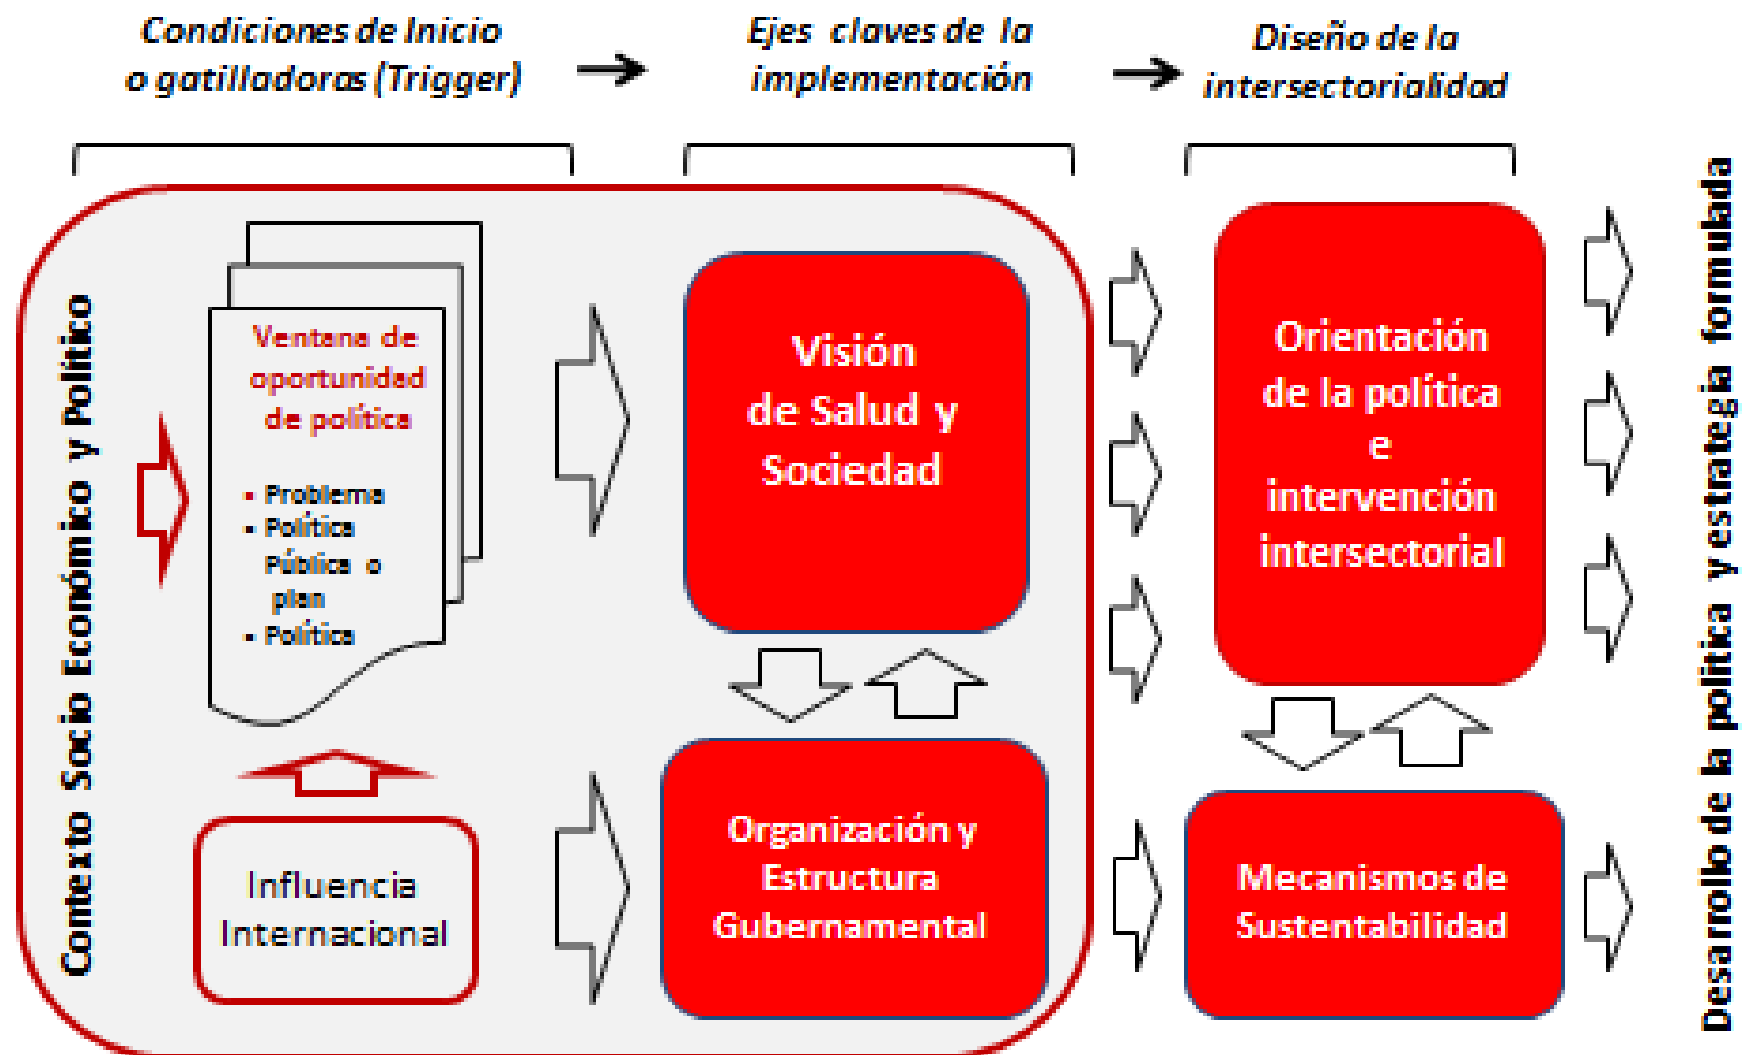 Condiciones de Inicio
o gatilladoras (Trigger)
Ejes claves de la
implementación
Diseño de la
intersectorialidad
Contexto Socio Económico y Político
Ventana de
oportunidad
de política
• Problema
• Política
Pública o
plan
• Política
Influencia
Internacional
Visión
de Salud y
Sociedad
Organización y
Estructura
Gubernamental
Orientación
de la política
e
intervención
intersectorial
Mecanismos de
Sustentabilidad
Desarrollo de la política y estrategia formulada